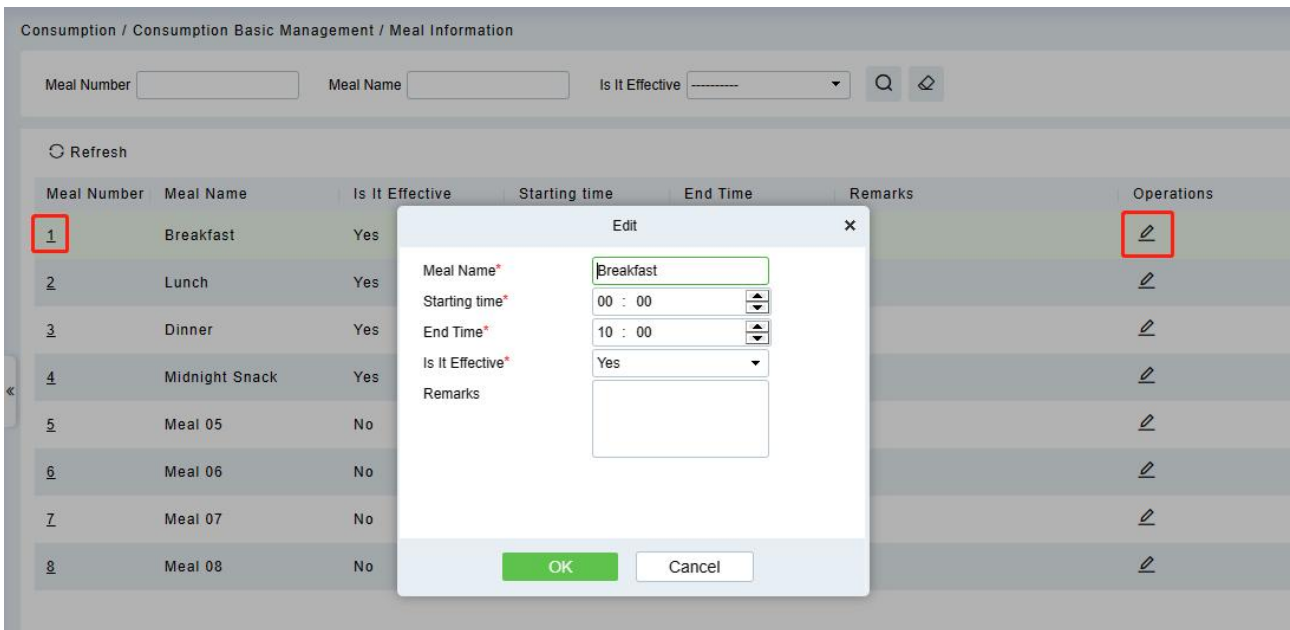 Consumption / Consumption Basic Management / Meal Information
Meal Number Meal Name Is It Effective ----------
Refresh
Meal Number Meal Name Is It Effective Starting time End Time Remarks Operations
1 Breakfast Yes
2 Lunch Yes
3 Dinner Yes
4 Midnight Snack Yes
5 Meal 05 No
6 Meal 06 No
7 Meal 07 No
8 Meal 08 No
Edit ×
Meal Name* Breakfast
Starting time* 00 : 00
End Time* 10 : 00
Is It Effective* Yes
Remarks
OK Cancel
«